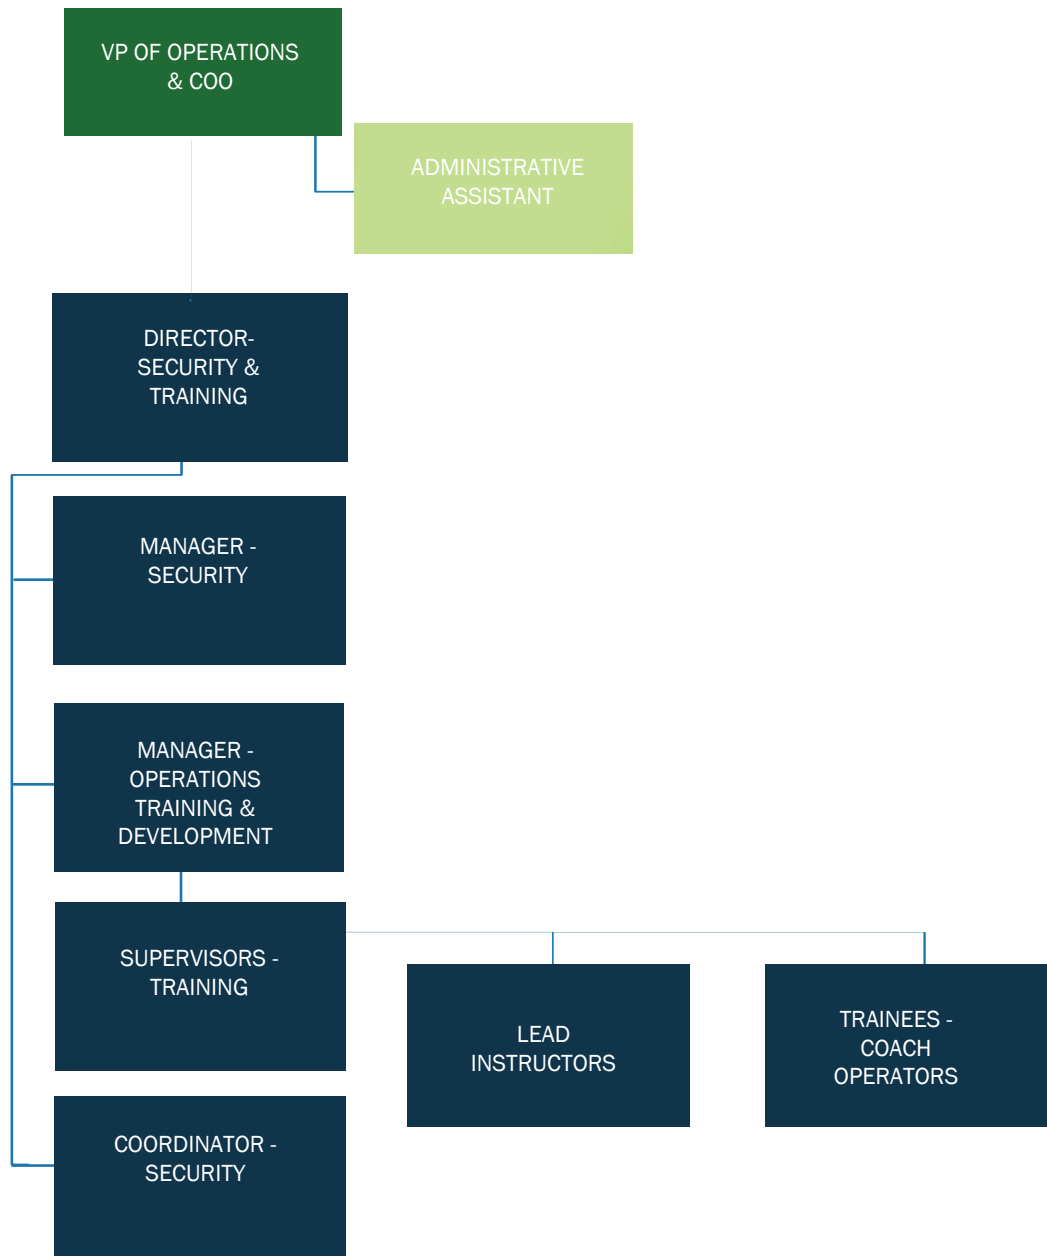 VP OF OPERATIONS
& COO
ADMINISTRATIVE
ASSISTANT
DIRECTOR-
SECURITY &
TRAINING
MANAGER -
SECURITY
MANAGER -
OPERATIONS
TRAINING &
DEVELOPMENT
SUPERVISORS -
TRAINING
LEAD
INSTRUCTORS
TRAINEES -
COACH
OPERATORS
COORDINATOR -
SECURITY